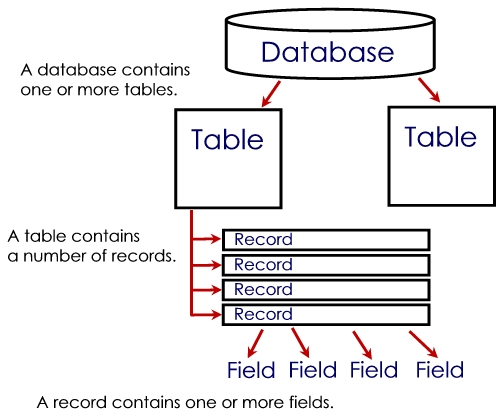 Database
A database contains
one or more tables.
Table
Table
A table contains
a number of records.
Record
Record
Record
Record
Field Field Field Field
A record contains one or more fields.